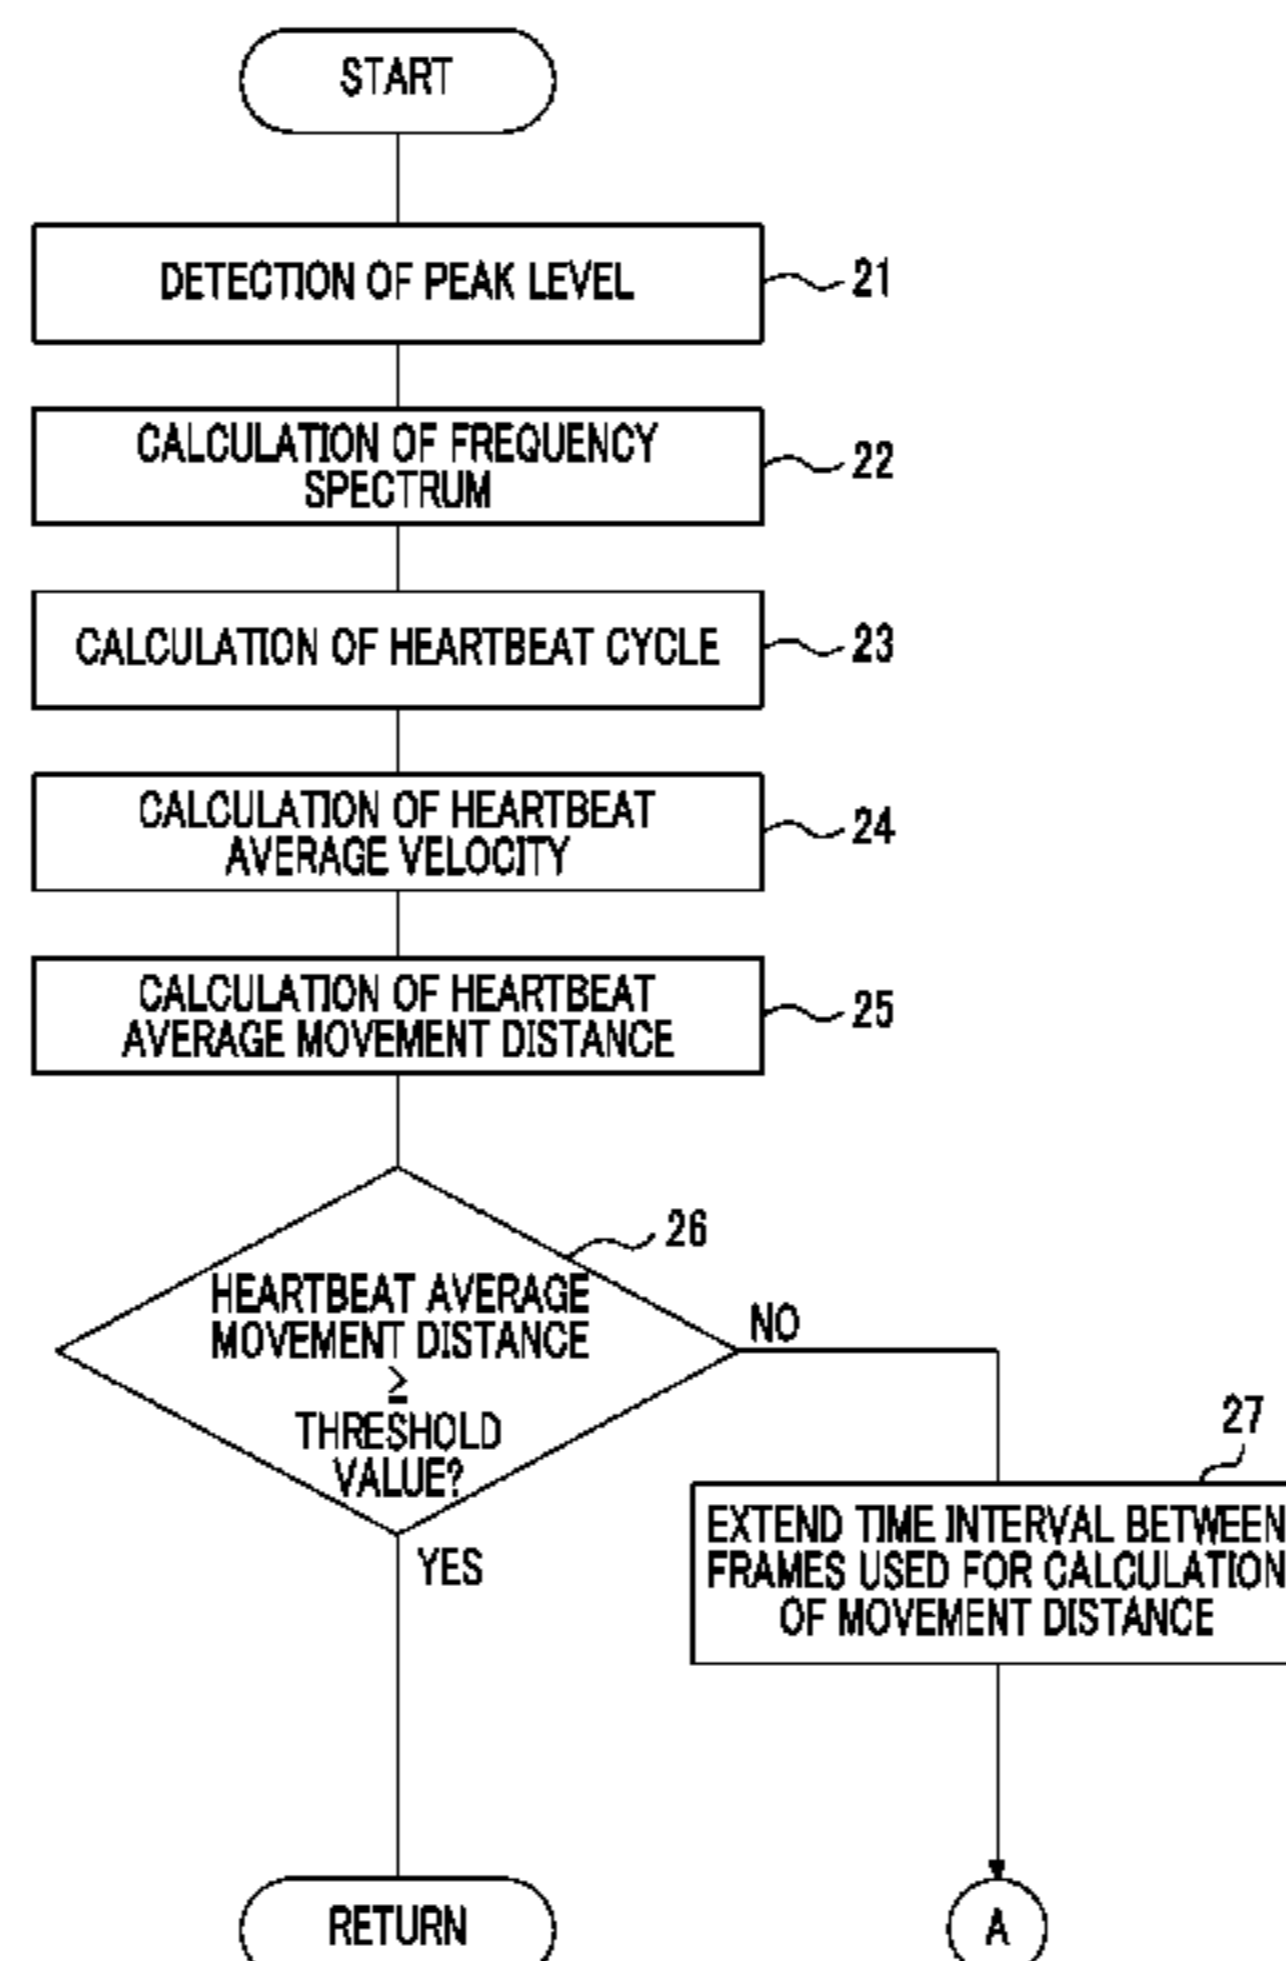 START
DETECTION OF PEAK LEVEL
21
CALCULATION OF FREQUENCY
SPECTRUM
22
CALCULATION OF HEARTBEAT CYCLE
23
CALCULATION OF HEARTBEAT
AVERAGE VELOCITY
24
CALCULATION OF HEARTBEAT
AVERAGE MOVEMENT DISTANCE
25
26
HEARTBEAT AVERAGE
MOVEMENT DISTANCE
≥
THRESHOLD
VALUE?
NO
YES
27
EXTEND TIME INTERVAL BETWEEN
FRAMES USED FOR CALCULATION
OF MOVEMENT DISTANCE
RETURN
A